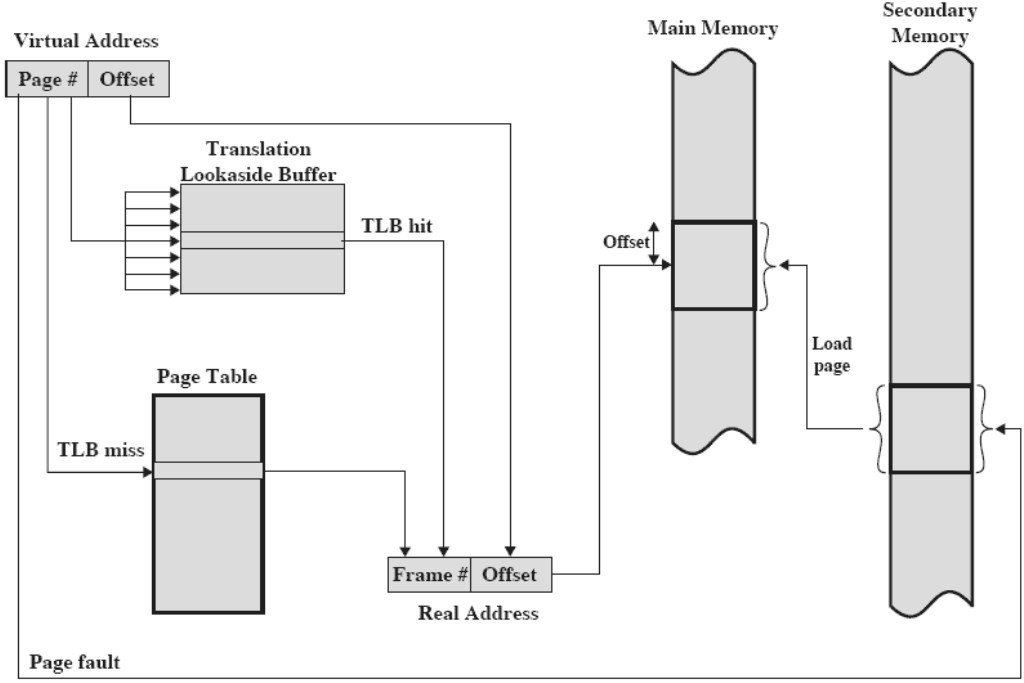 Virtual Address
Page #
Offset
Translation
Lookaside Buffer
TLB hit
Page Table
TLB miss
Frame #
Offset
Real Address
Page fault
Main Memory
Offset
Load
page
Secondary
Memory